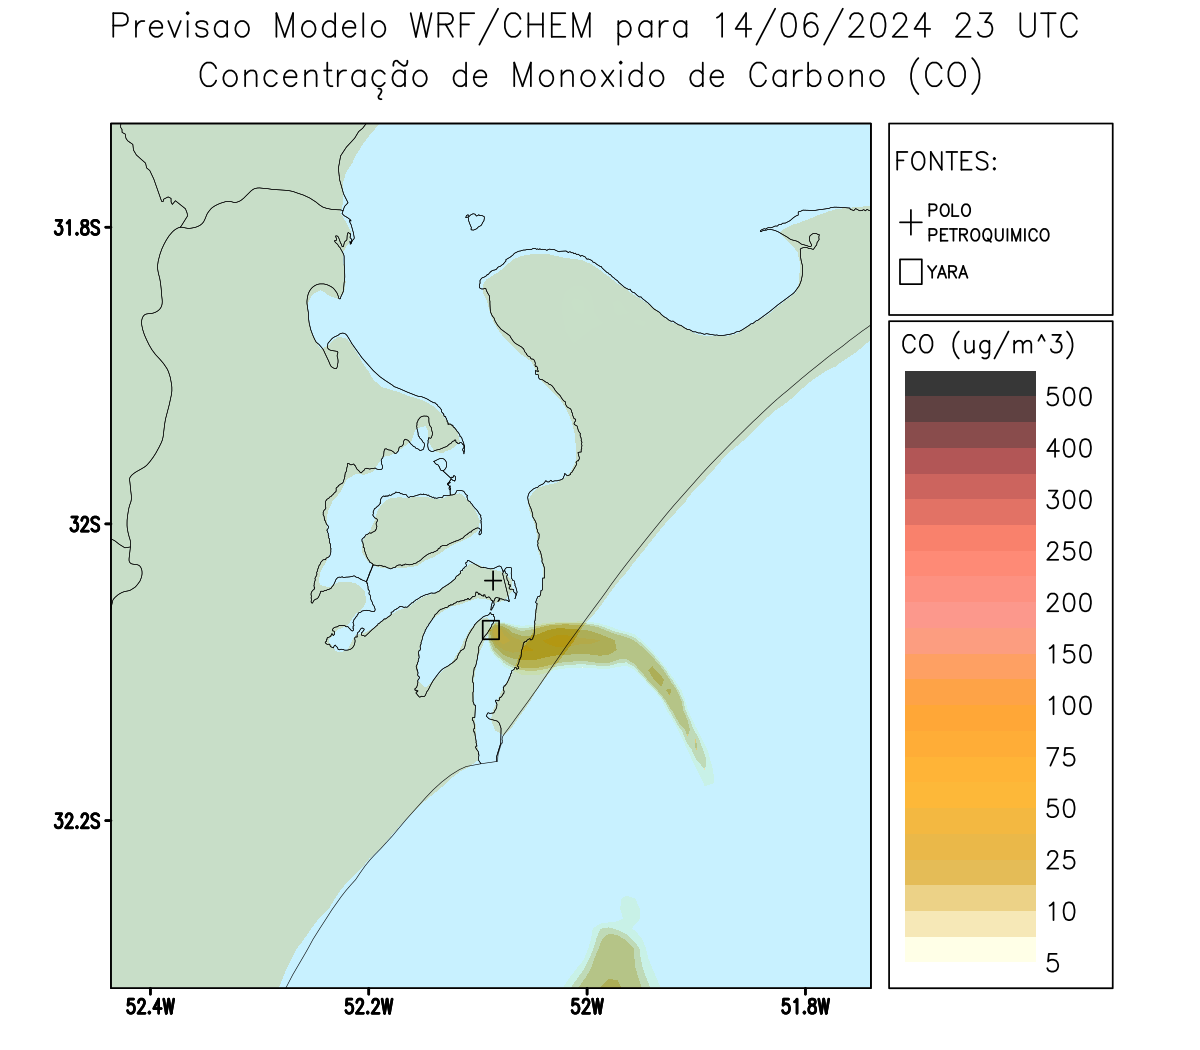 Previsao Modelo WRF/CHEM para 14/06/2024 23 UTC
Concentração de Monoxido de Carbono (CO)
FONTES:
POLO
PETROQUIMICO
YARA
CO (ug/m^3)
500
400
300
250
200
150
100
75
50
25
10
5
31.8S
32S
32.2S
52.4W
52.2W
52W
51.8W